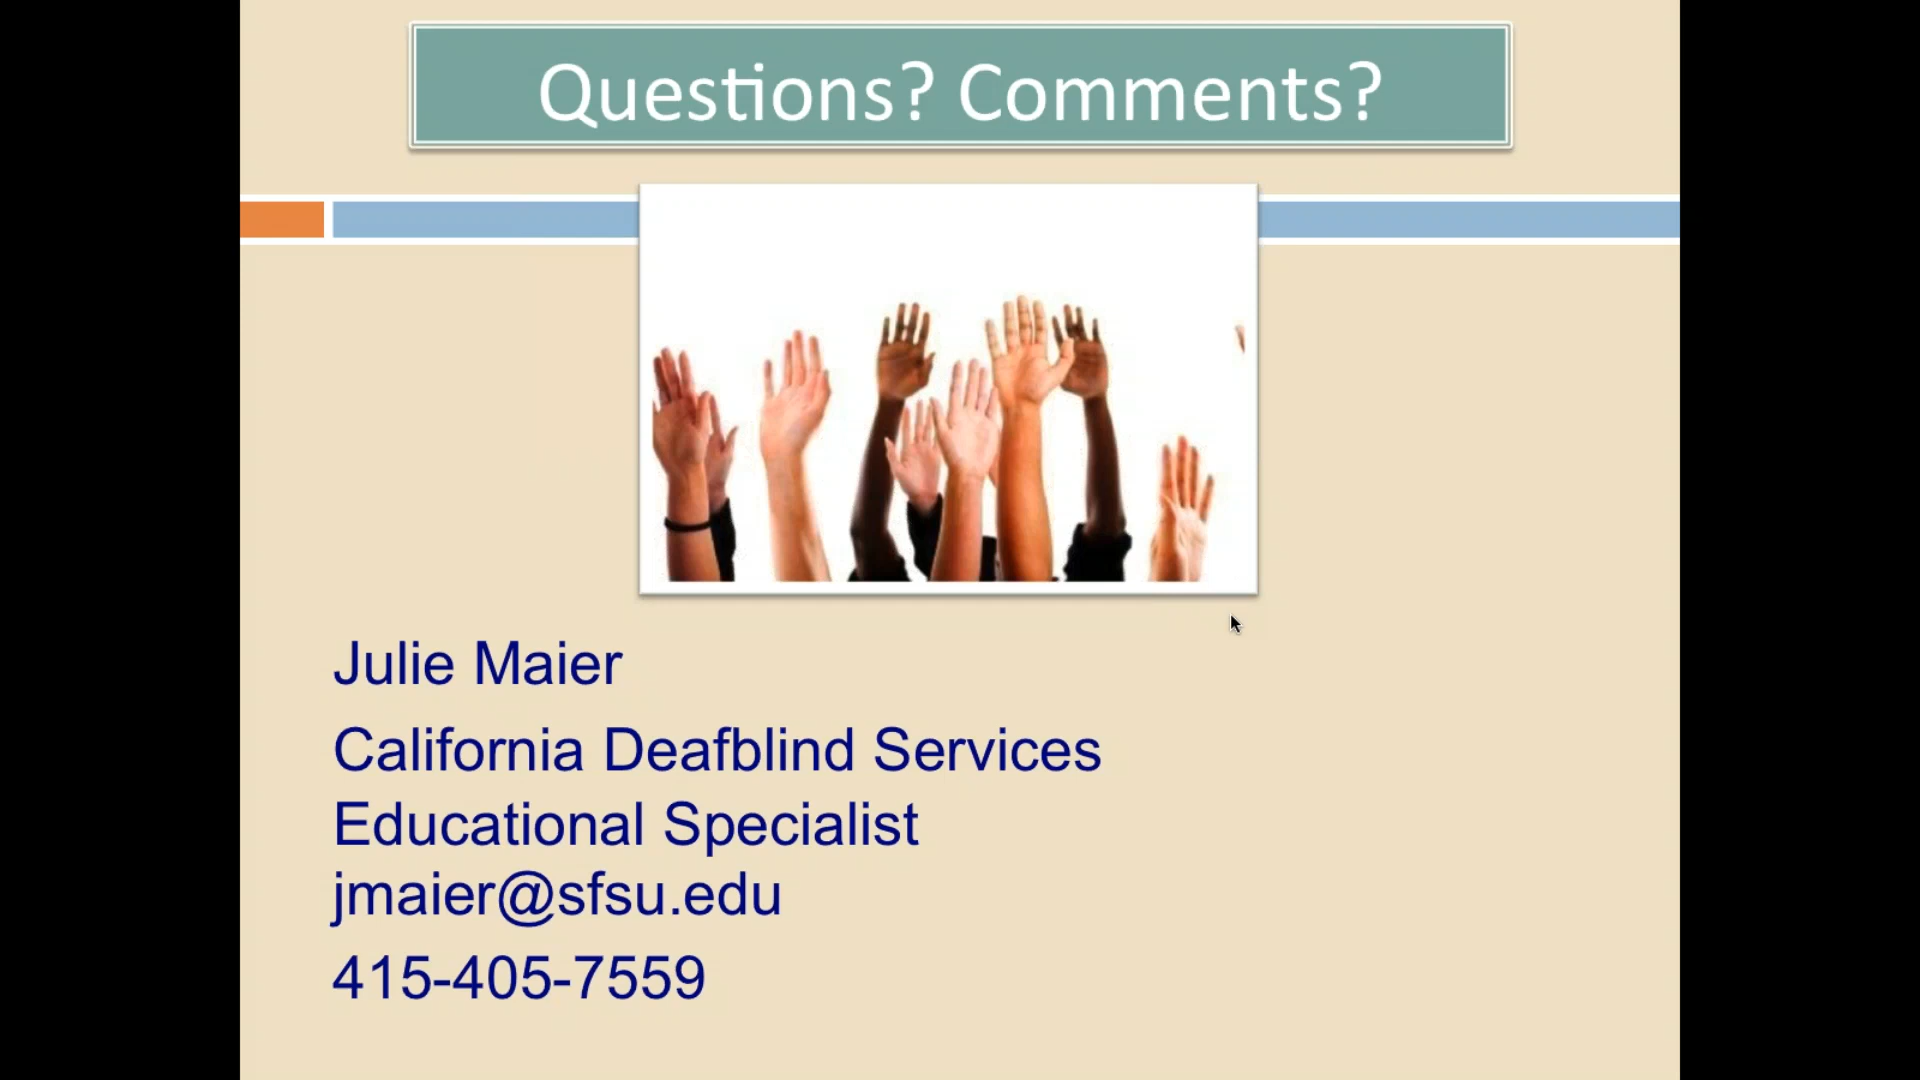 Questions? Comments?
Julie Maier
California Deafblind Services
Educational Specialist
jmaier@sfsu.edu
415-405-7559